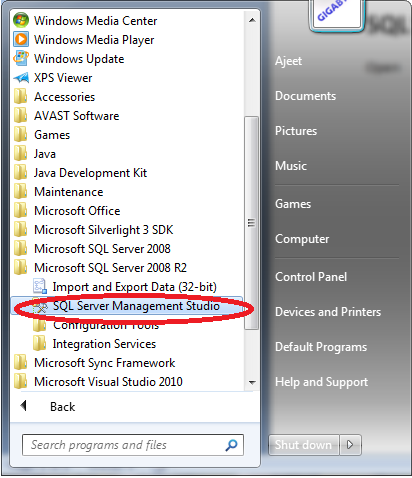 Windows Media Center
Windows Media Player
Windows Update
XPS Viewer
Accessories
AVAST Software
Games
Java
Java Development Kit
Maintenance
Microsoft Office
Microsoft Silverlight 3 SDK
Microsoft SQL Server 2008
Microsoft SQL Server 2008 R2
Import and Export Data (32-bit)
SQL Server Management Studio
Configuration Tools
Integration Services
Microsoft Sync Framework
Microsoft Visual Studio 2010
Back
Search programs and files
SQL
Open
Ajeet
Documents
Pictures
Music
Games
Computer
Control Panel
Devices and Printers
Default Programs
Help and Support
Shut down